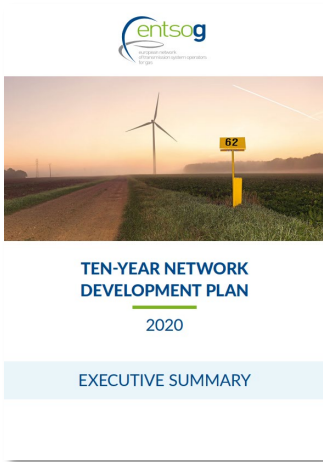 entsog
european network
of transmission system operators
for gas
62
TEN-YEAR NETWORK
DEVELOPMENT PLAN
2020
EXECUTIVE SUMMARY